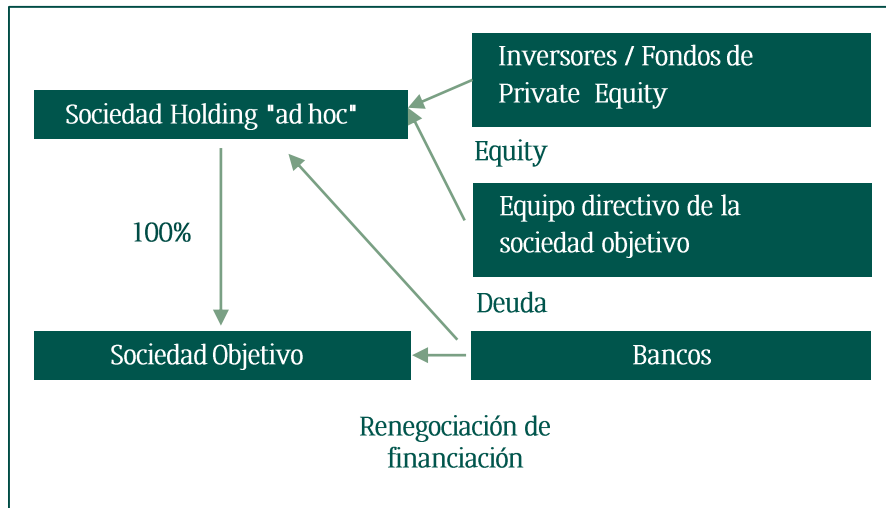 Inversores / Fondos de
Private Equity
Sociedad Holding "ad hoc"
Equity
Equipo directivo de la
sociedad objetivo
100%
Deuda
Sociedad Objetivo
Bancos
Renegociación de
financiación